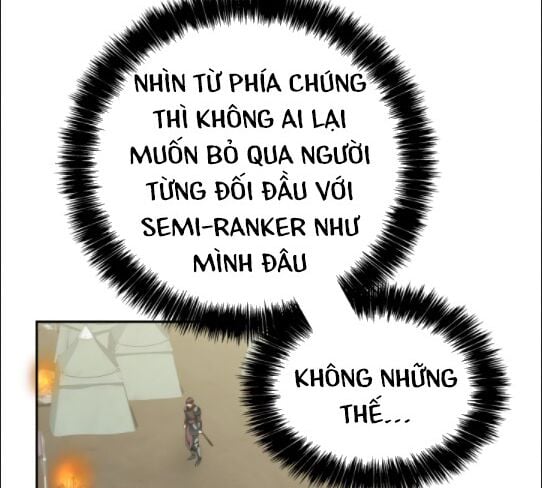 NHÌN TỪ PHÍA CHÚNG
THÌ KHÔNG AI LẠI
MUỐN BỎ QUA NGƯỜI
TỪNG ĐỐI ĐẦU VỚI
SEMI-RANKER NHƯ
MÌNH ĐÂU
KHÔNG NHỮNG
THẾ...